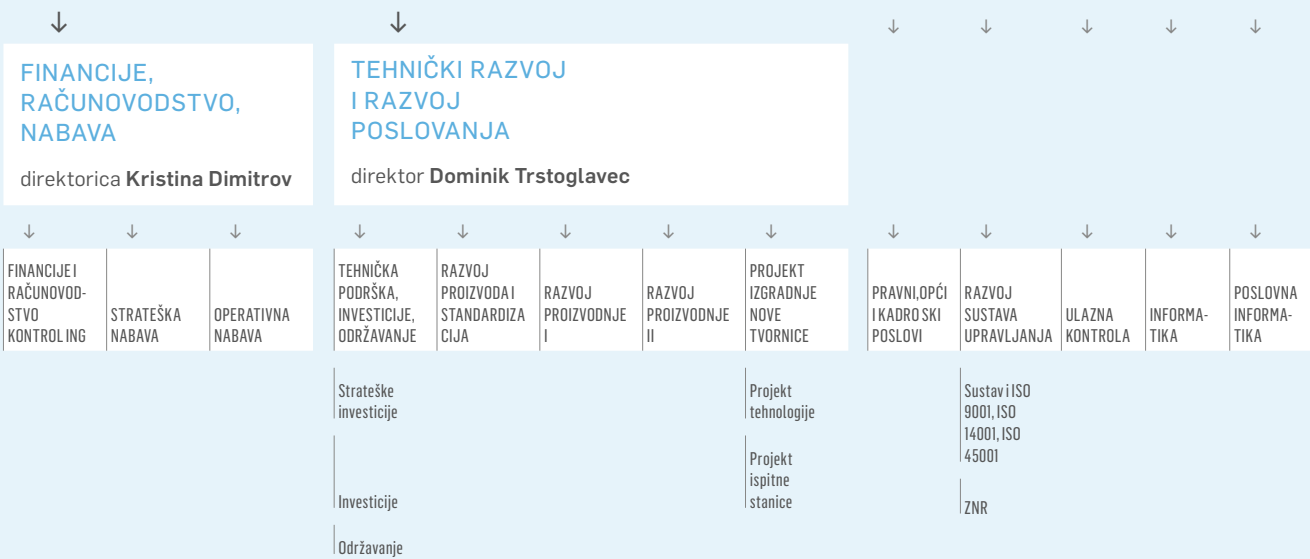 FINANCIJE,
RAČUNOVODSTVO,
NABAVA
direktorica Kristina Dimitrov
TEHNIČKI RAZVOJ
I RAZVOJ
POSLOVANJA
direktor Dominik Trstoglavec
FINANCIJE I
RAČUNOVOD-
STVO
KONTROLING
STRATEŠKA
NABAVA
OPERATIVNA
NABAVA
TEHNIČKA
PODRŠKA,
INVESTICIJE,
ODRŽAVANJE
RAZVOJ
PROIZVODA I
STANDARDIZA
CIJA
RAZVOJ
PROIZVODNJE
I
RAZVOJ
PROIZVODNJE
II
PROJEKT
IZGRADNJE
NOVE
TVORNICE
PRAVNI,OPĆI
I KADRO SKI
POSLOVI
RAZVOJ
SUSTAVA
UPRAVLJANJA
ULAZNA
KONTROLA
INFORMA-
TIKA
POSLOVNA
INFORMA-
TIKA
Strateške
investicije
Investicije
Održavanje
Projekt
tehnologije
Projekt
ispitne
stanice
Sustav i ISO
9001, ISO
14001, ISO
45001
ZNR